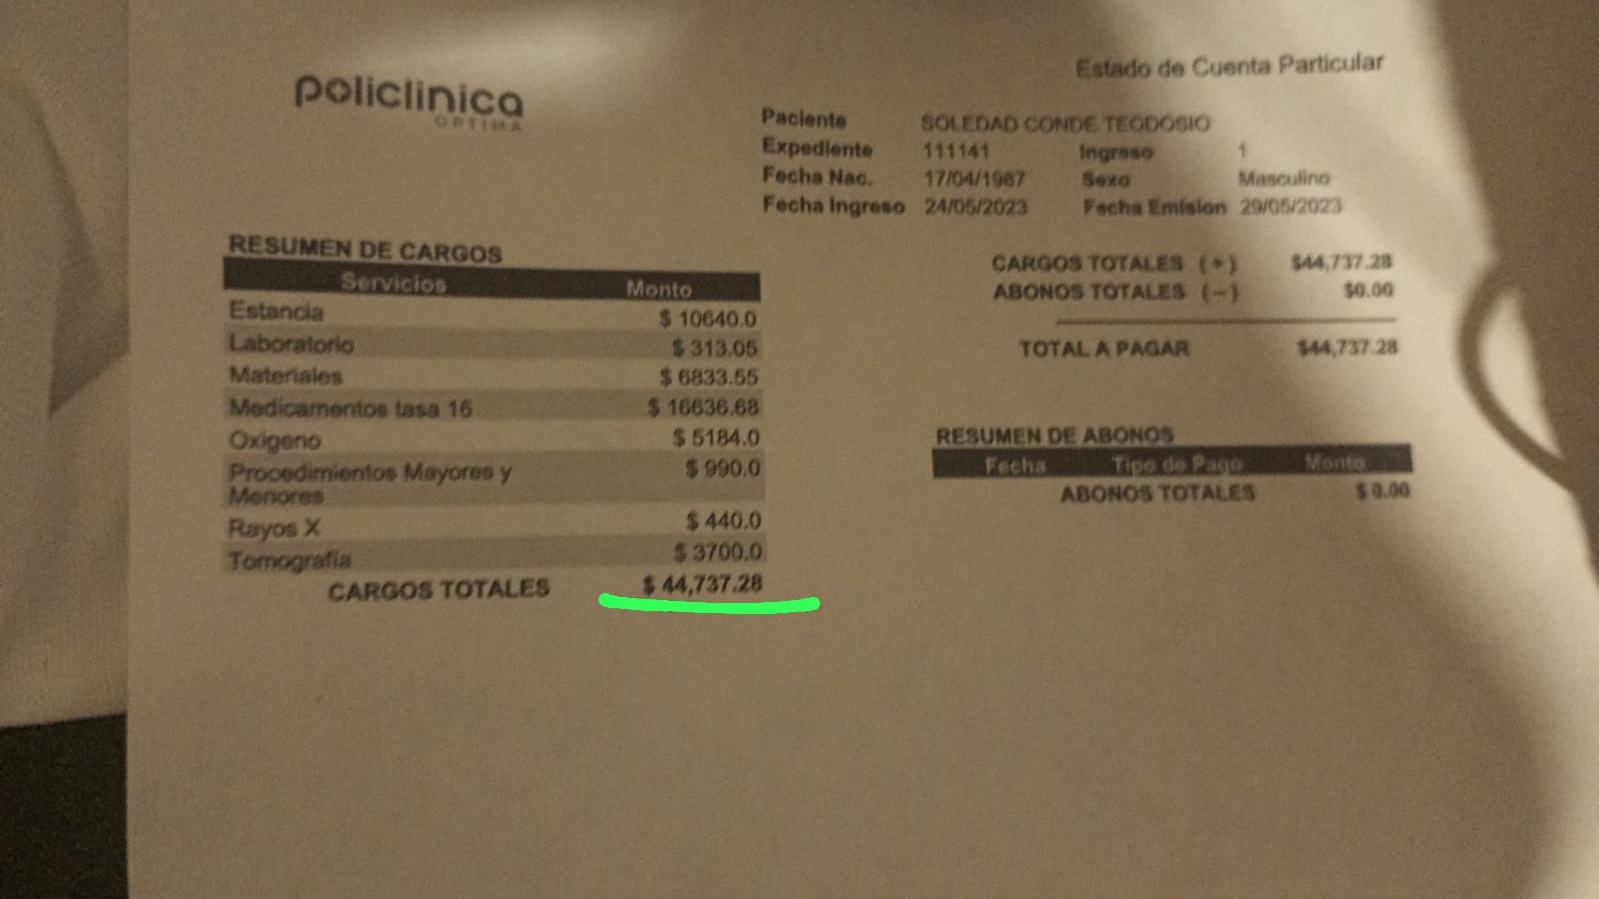 policlinica
OPTIMA
Estado de Cuenta Particular
Paciente SOLEDAD CONDE TEODOSIO
Expediente 111141 Ingreso 1
Fecha Nac. 17/04/1987 Sexo Masculino
Fecha Ingreso 24/05/2023 Fecha Emision 29/05/2023
RESUMEN DE CARGOS
Servicios Monto
Estancia $ 10640.0
Laboratorio $ 313.05
Materiales $ 6833.55
Medicamentos tasa 16 $ 16636.68
Oxigeno $ 5184.0
Procedimientos Mayores y $ 990.0
Menores
Rayos X $ 440.0
Tomografía $ 3700.0
CARGOS TOTALES $ 44,737.28
CARGOS TOTALES (+) $44,737.28
ABONOS TOTALES (-) $0.00
TOTAL A PAGAR $44,737.28
RESUMEN DE ABONOS
Fecha Tipo de Pago Monto
ABONOS TOTALES $ 0.00